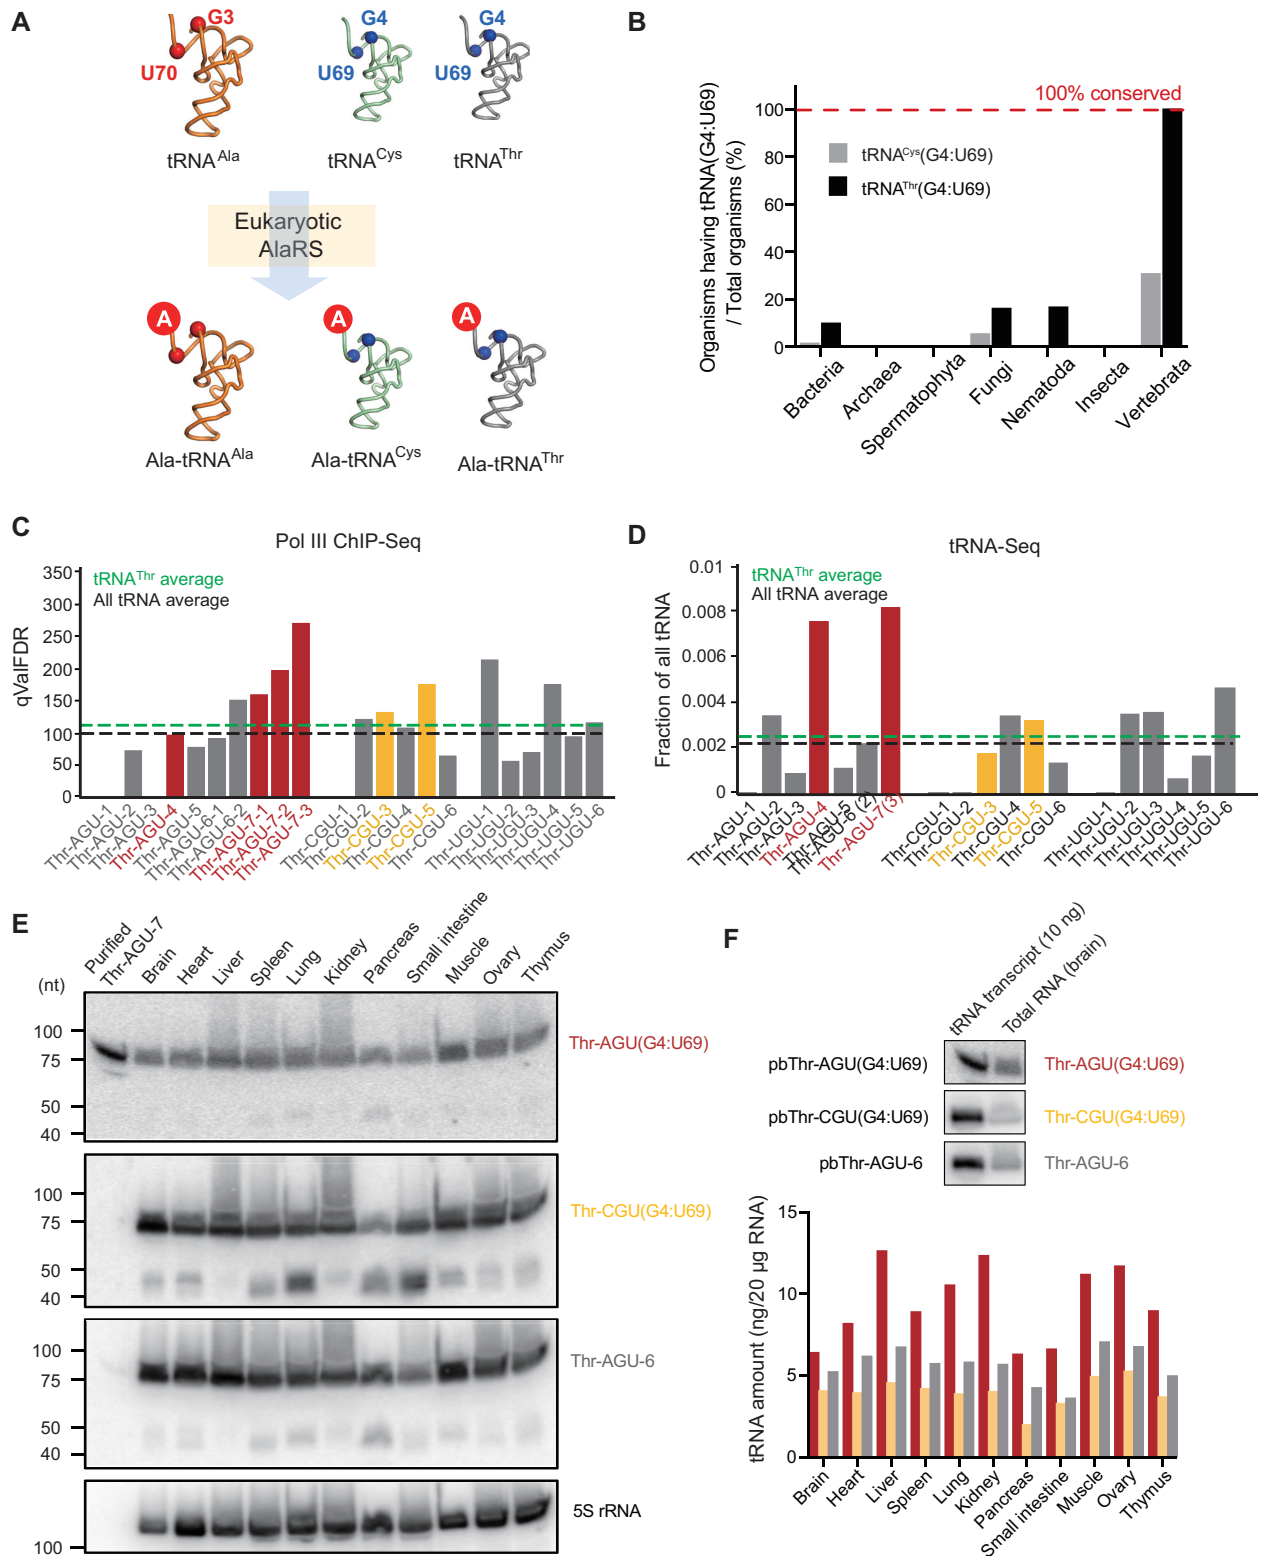 A
G3
G4
G4
U70
U69
U69
tRNAAla
tRNACys
tRNAThr
Eukaryotic
AlaRS
A
A
A
Ala-tRNAAla
Ala-tRNACys
Ala-tRNAThr
B
Organisms having tRNA(G4:U69)
/ Total organisms (%)
100% conserved
tRNACys(G4:U69)
tRNAThr(G4:U69)
100
80
60
40
20
0
Bacteria
Archaea
Spermatophyta
Fungi
Nematoda
Insecta
Vertebrata
C
Pol III ChIP-Seq
tRNAThr average
All tRNA average
qValFDR
350
300
250
200
150
100
50
0
Thr-AGU-1
Thr-AGU-2
Thr-AGU-3
Thr-AGU-4
Thr-AGU-5
Thr-AGU-6-1
Thr-AGU-6-2
Thr-AGU-7-1
Thr-AGU-7-2
Thr-AGU-7-3
Thr-CGU-1
Thr-CGU-2
Thr-CGU-3
Thr-CGU-4
Thr-CGU-5
Thr-CGU-6
Thr-UGU-1
Thr-UGU-2
Thr-UGU-3
Thr-UGU-4
Thr-UGU-5
Thr-UGU-6
D
tRNA-Seq
tRNAThr average
All tRNA average
Fraction of all tRNA
0.01
0.008
0.006
0.004
0.002
0
Thr-AGU-1
Thr-AGU-2
Thr-AGU-3
Thr-AGU-4
Thr-AGU-5
Thr-AGU-6 (2)
Thr-AGU-7(3)
Thr-CGU-1
Thr-CGU-2
Thr-CGU-3
Thr-CGU-4
Thr-CGU-5
Thr-CGU-6
Thr-UGU-1
Thr-UGU-2
Thr-UGU-3
Thr-UGU-4
Thr-UGU-5
Thr-UGU-6
E
Purified
Thr-AGU-7
Brain
Heart
Liver
Spleen
Lung
Kidney
Pancreas
Small intestine
Muscle
Ovary
Thymus
(nt)
100
75
50
40
Thr-AGU(G4:U69)
100
75
50
40
Thr-CGU(G4:U69)
100
75
50
40
Thr-AGU-6
100
5S rRNA
F
tRNA transcript (10 ng)
Total RNA (brain)
pbThr-AGU(G4:U69)
Thr-AGU(G4:U69)
pbThr-CGU(G4:U69)
Thr-CGU(G4:U69)
pbThr-AGU-6
Thr-AGU-6
tRNA amount (ng/20 µg RNA)
15
10
5
0
Brain
Heart
Liver
Spleen
Lung
Kidney
Pancreas
Small intestine
Muscle
Ovary
Thymus